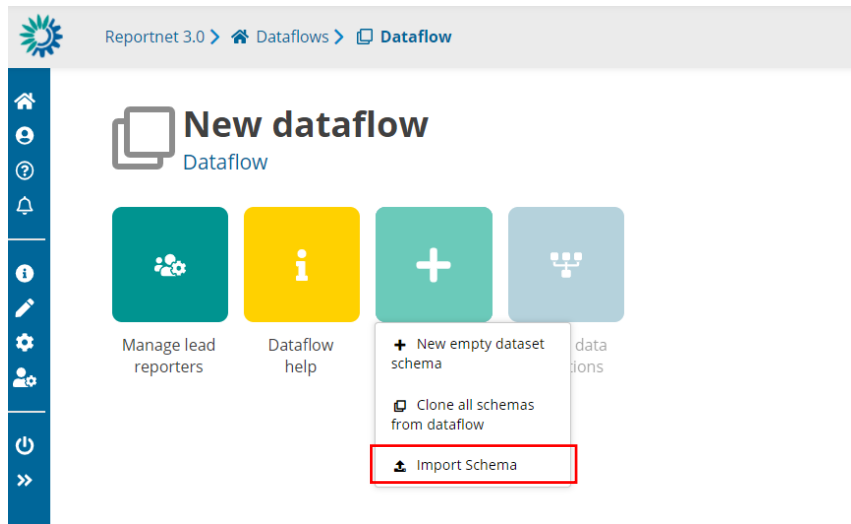 Reportnet 3.0 > Dataflows > Dataflow
New dataflow
Dataflow
Manage lead
reporters
Dataflow
help
New empty dataset
schema
Clone all schemas
from dataflow
Import Schema
data